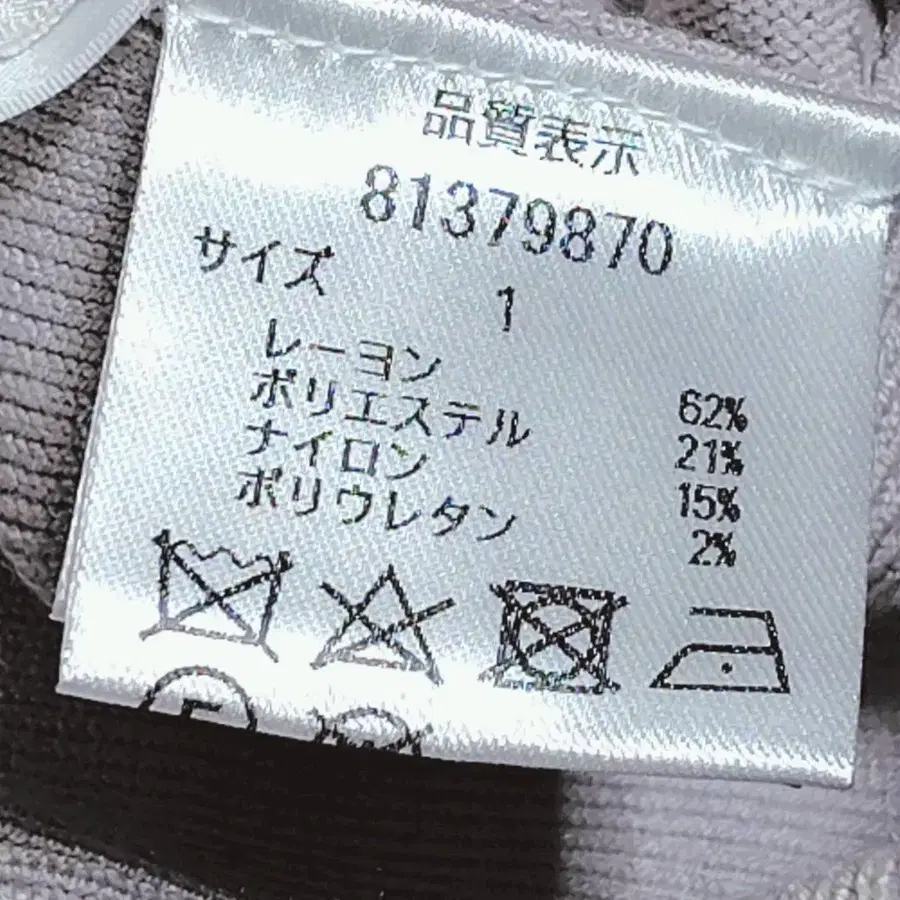 品質表示
81379870
サイズ
1
レーヨン 62%
ポリエステル 21%
ナイロン 15%
ポリウレタン 2%